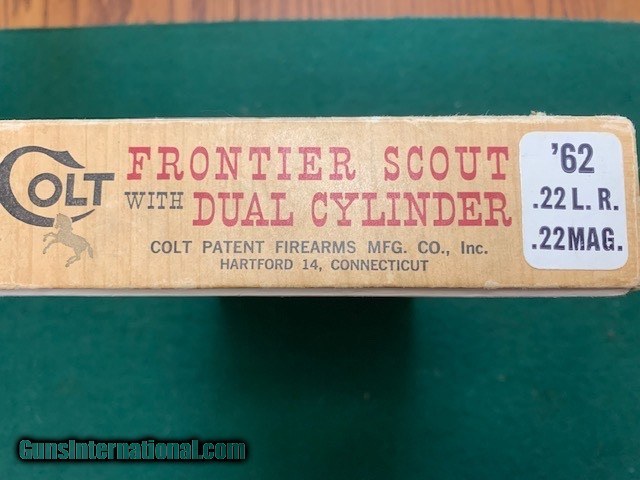 COLT
FRONTIER SCOUT
WITH DUAL CYLINDER
COLT PATENT FIREARMS MFG. CO., Inc.
HARTFORD 14, CONNECTICUT
'62
.22 L. R.
.22 MAG.
GunsInternational.com